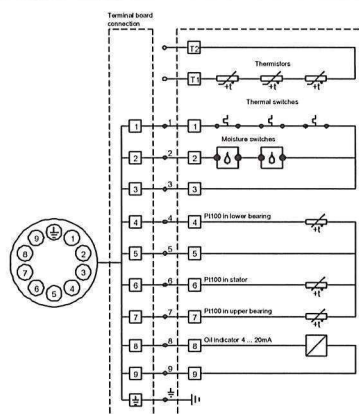 Terminal board
connection
T2
Thermistors
T1
+t +t +t
Thermal switches
1 1 1
Moisture switches
2 2 2
3 3 3
4 4 4 Pt100 in lower bearing
+t
5 5 5
6 6 6 Pt100 in stator
+t
7 7 7 Pt100 in upper bearing
+t
8 8 8 Oil indicator 4 ... 20mA
9 9 9
9 1
8 2
7 3
6 5 4